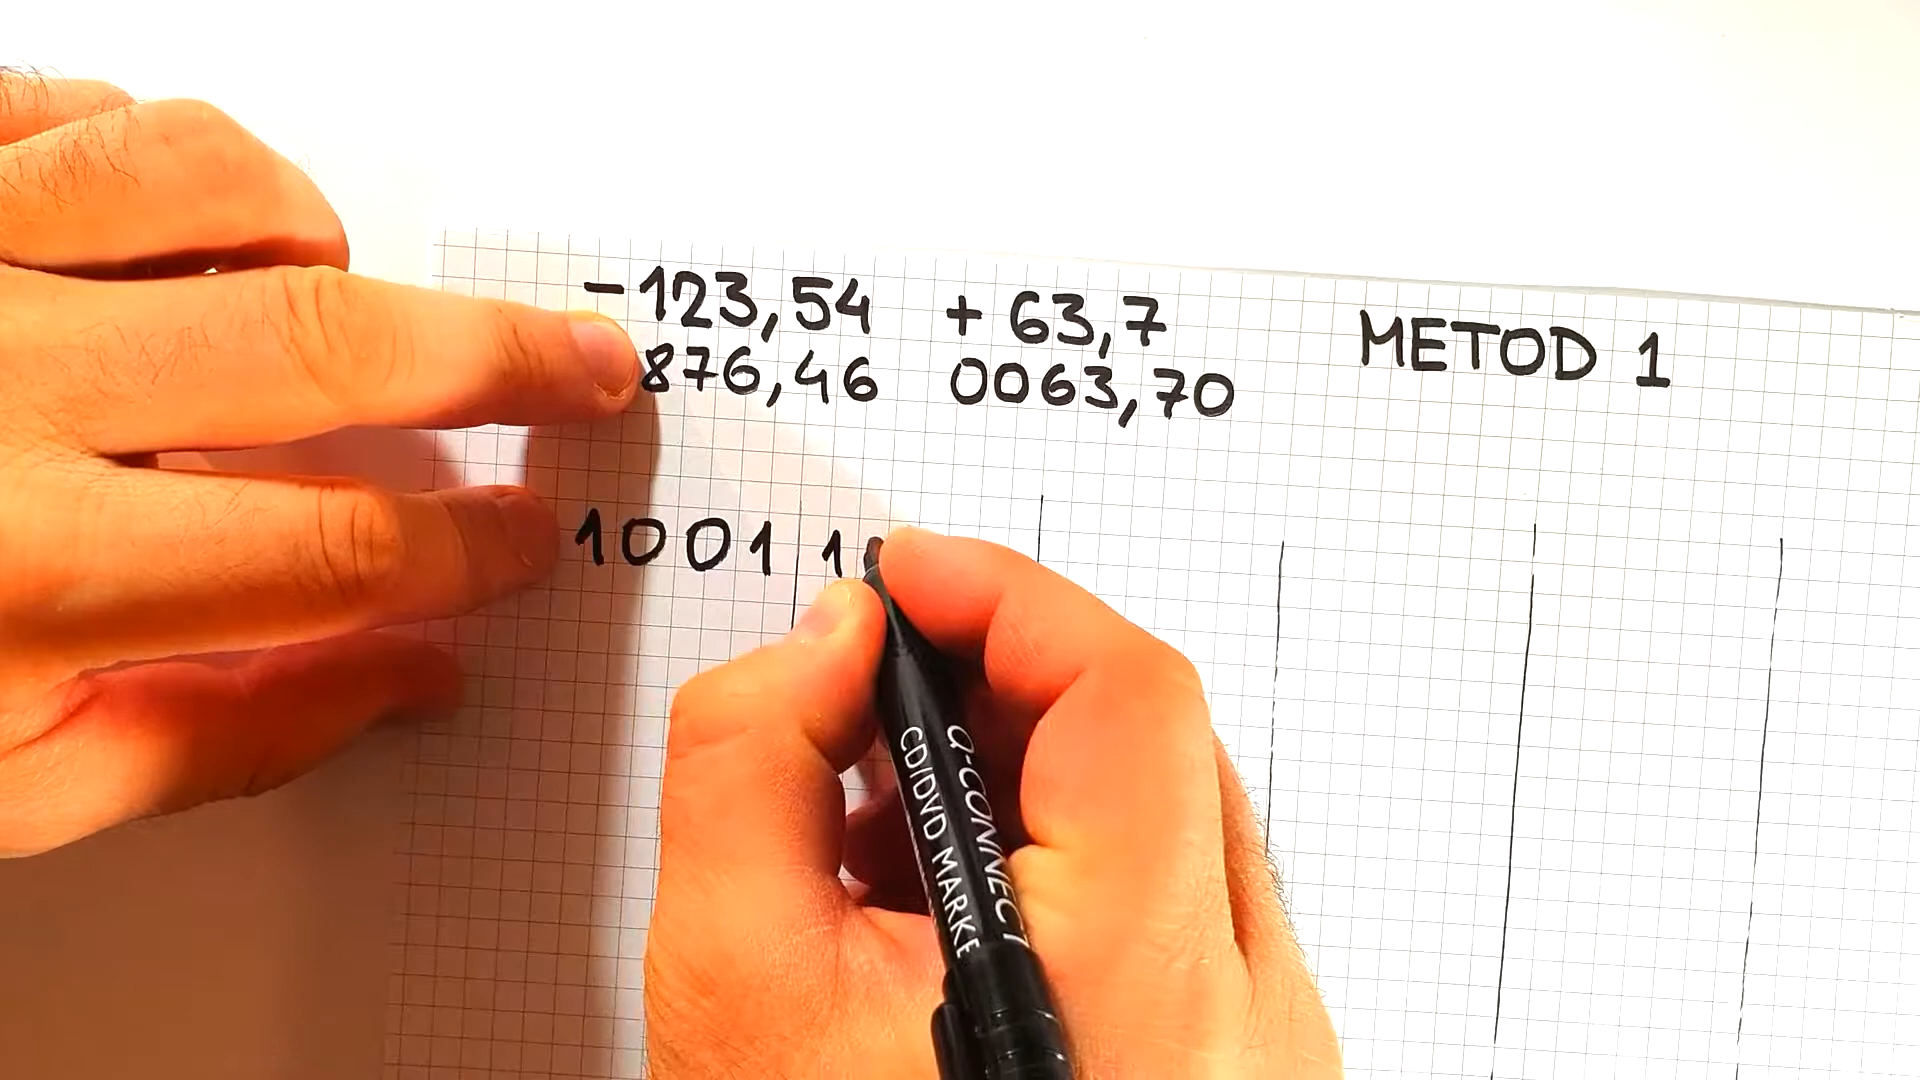 -123,54 + 63,7
876,46 0063,70
METOD 1
1001 1
Q-CONNECT
CD/DVD MARKE